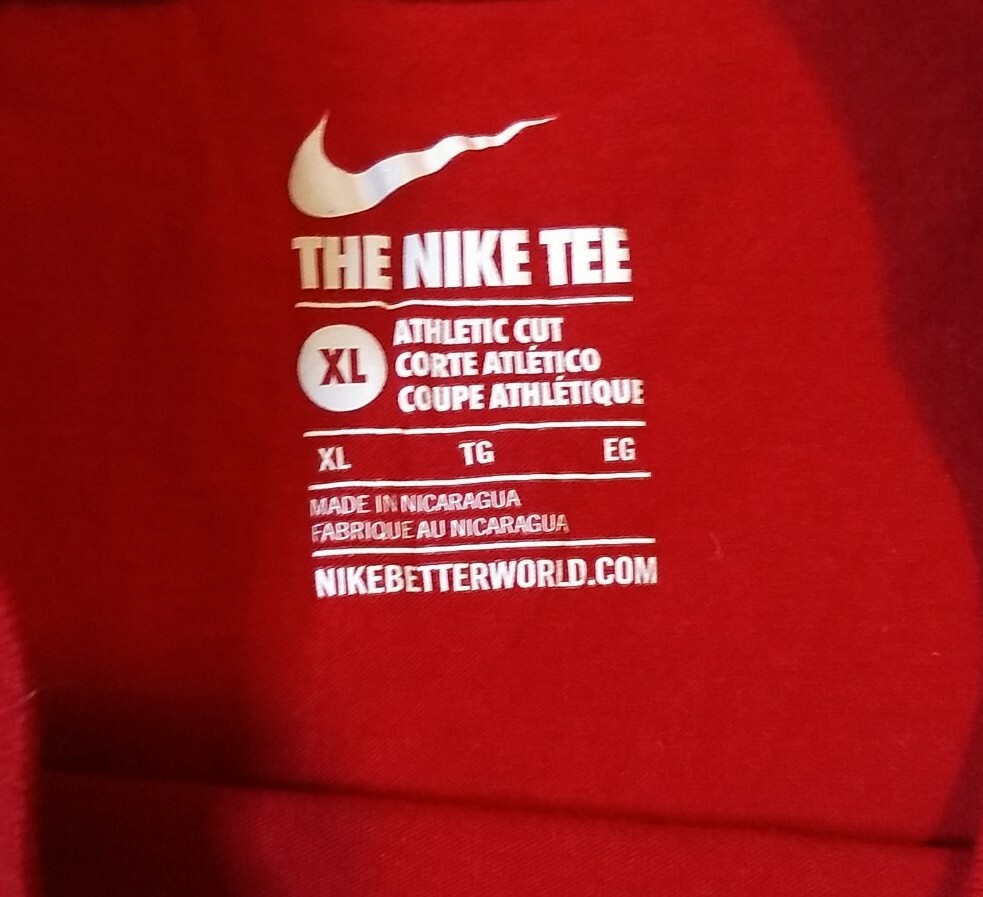 THE NIKE TEE
XL
ATHLETIC CUT
CORTE ATLÉTICO
COUPE ATHLÉTIQUE
XL TG EG
MADE IN NICARAGUA
FABRIQUE AU NICARAGUA
NIKEBETTERWORLD.COM